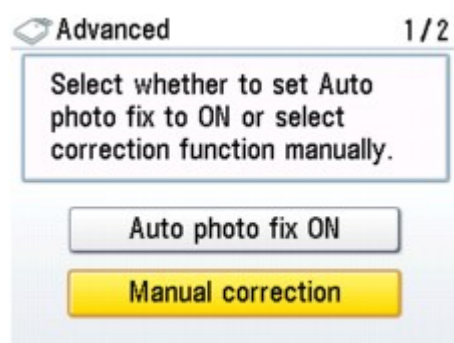 Advanced 1/2
Select whether to set Auto
photo fix to ON or select
correction function manually.
Auto photo fix ON
Manual correction